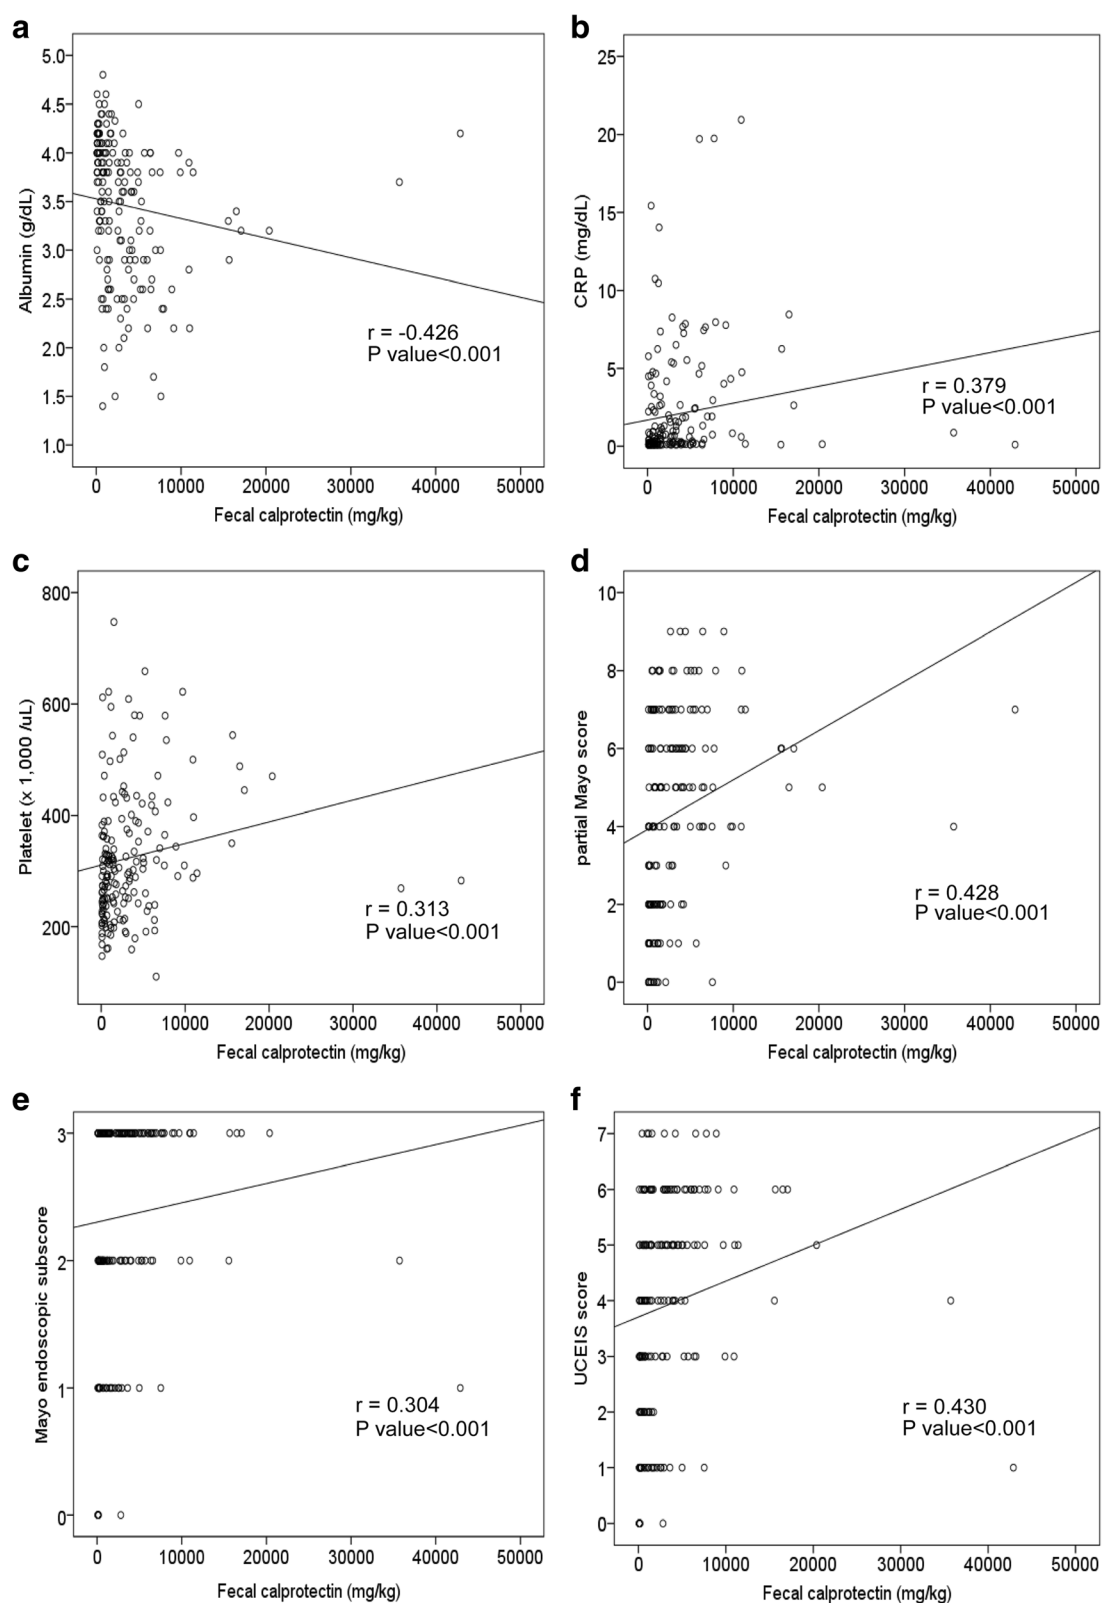 a
5.0
4.5
4.0
3.5
3.0
2.5
2.0
1.5
1.0
Albumin (g/dL)
r = -0.426
P value<0.001
0 10000 20000 30000 40000 50000
Fecal calprotectin (mg/kg)
b
25
20
15
10
5
0
CRP (mg/dL)
r = 0.379
P value<0.001
0 10000 20000 30000 40000 50000
Fecal calprotectin (mg/kg)
c
800
600
400
200
Platelet (x 1,000 /uL)
r = 0.313
P value<0.001
0 10000 20000 30000 40000 50000
Fecal calprotectin (mg/kg)
d
10
8
6
4
2
0
partial Mayo score
r = 0.428
P value<0.001
0 10000 20000 30000 40000 50000
Fecal calprotectin (mg/kg)
e
3
2
1
0
Mayo endoscopic subscore
r = 0.304
P value<0.001
0 10000 20000 30000 40000 50000
Fecal calprotectin (mg/kg)
f
7
6
5
4
3
2
1
0
UCEIS score
r = 0.430
P value<0.001
0 10000 20000 30000 40000 50000
Fecal calprotectin (mg/kg)